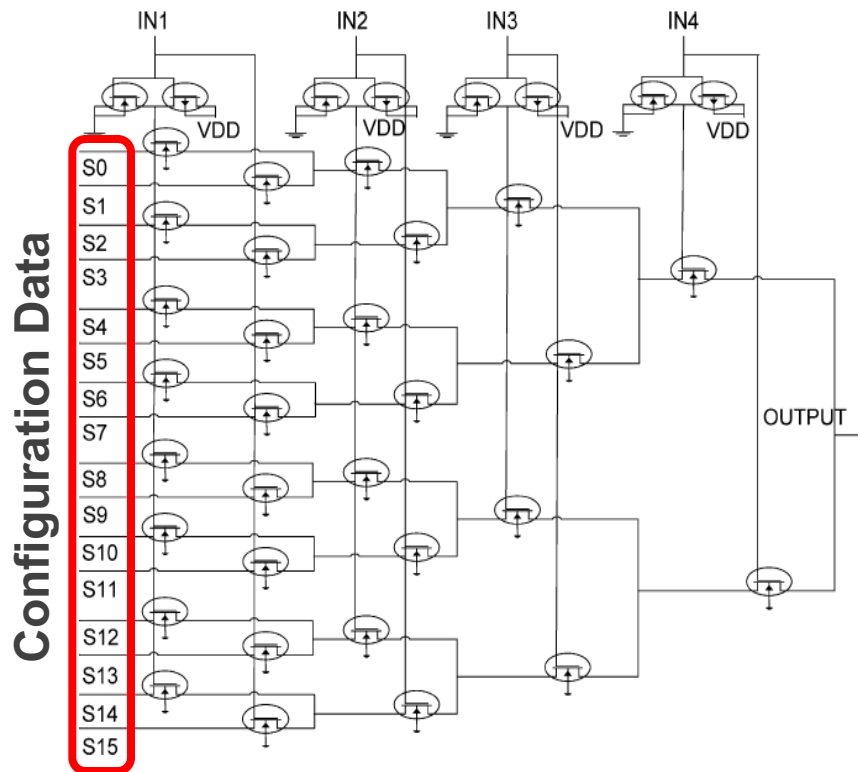 IN1 IN2 IN3 IN4
VDD VDD VDD VDD
Configuration Data
S0
S1
S2
S3
S4
S5
S6
S7
S8
S9
S10
S11
S12
S13
S14
S15
OUTPUT